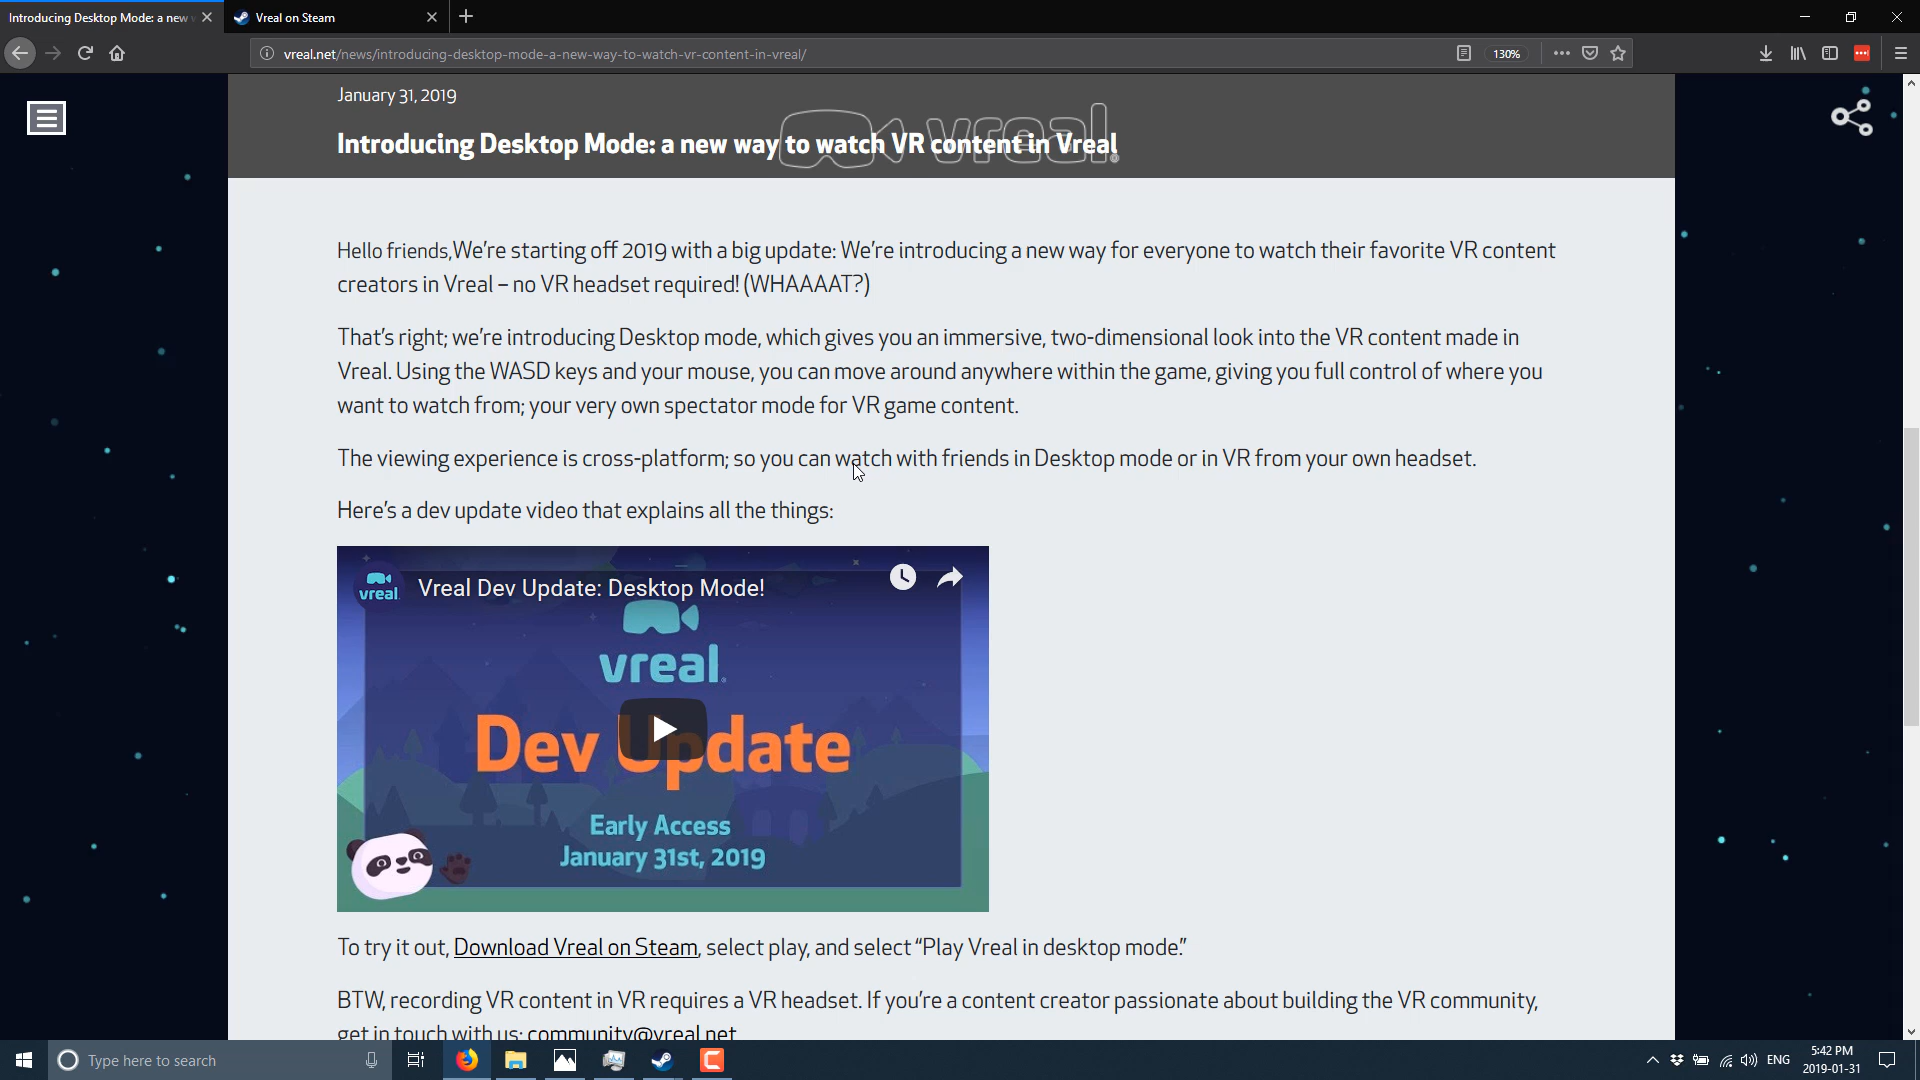 Introducing Desktop Mode: a new w
Vreal on Steam
vreal.net/news/introducing-desktop-mode-a-new-way-to-watch-vr-content-in-vreal/
130%
January 31, 2019
vreal
Introducing Desktop Mode: a new way to watch VR content in Vreal
Hello friends,We’re starting off 2019 with a big update: We’re introducing a new way for everyone to watch their favorite VR content
creators in Vreal – no VR headset required! (WHAAAAT?)
That’s right; we’re introducing Desktop mode, which gives you an immersive, two-dimensional look into the VR content made in
Vreal. Using the WASD keys and your mouse, you can move around anywhere within the game, giving you full control of where you
want to watch from; your very own spectator mode for VR game content.
The viewing experience is cross-platform; so you can watch with friends in Desktop mode or in VR from your own headset.
Here’s a dev update video that explains all the things:
vreal
Vreal Dev Update: Desktop Mode!
vreal
Dev Update
Early Access
January 31st, 2019
To try it out, Download Vreal on Steam, select play, and select “Play Vreal in desktop mode.”
BTW, recording VR content in VR requires a VR headset. If you’re a content creator passionate about building the VR community,
get in touch with us: community@vreal.net
Type here to search
ENG
5:42 PM
2019-01-31